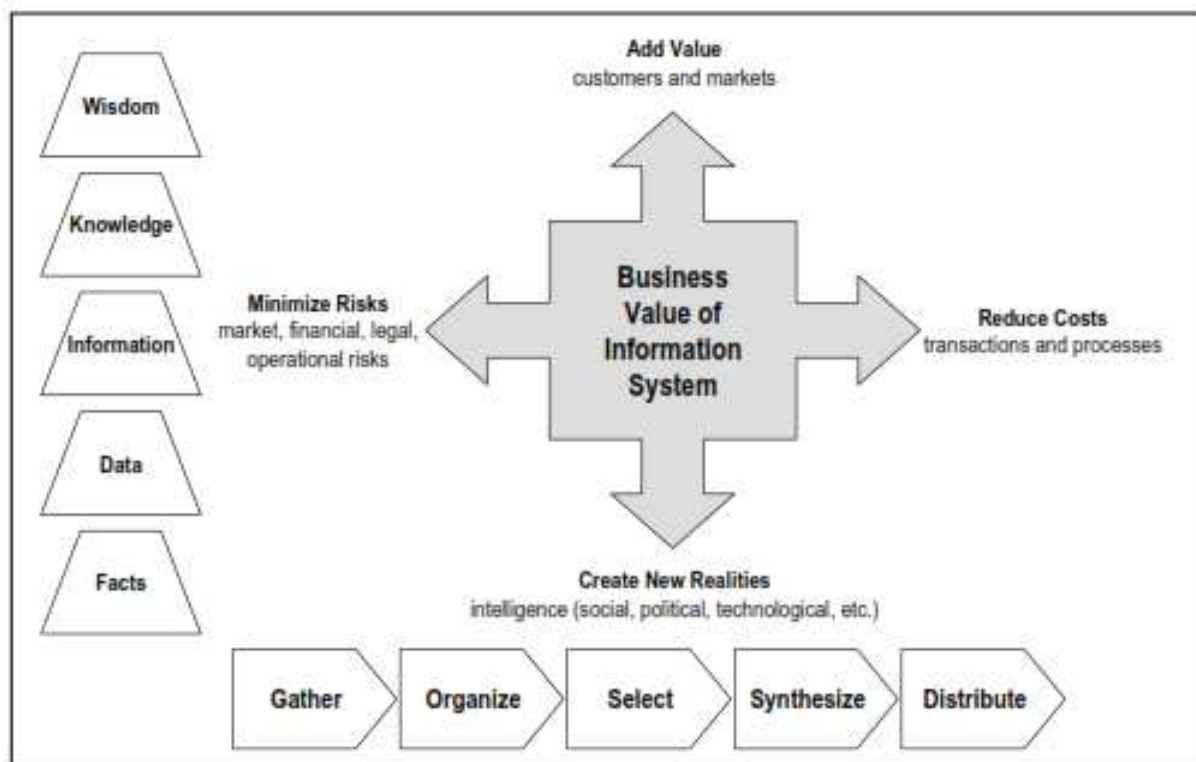 Wisdom
Knowledge
Information
Data
Facts
Add Value
customers and markets
Minimize Risks
market, financial, legal,
operational risks
Business
Value of
Information
System
Reduce Costs
transactions and processes
Create New Realities
intelligence (social, political, technological, etc.)
Gather
Organize
Select
Synthesize
Distribute